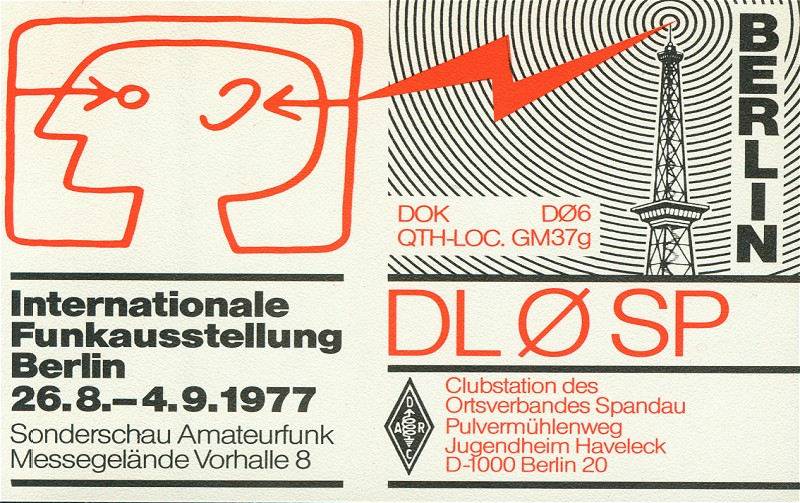 Internationale
Funkausstellung
Berlin
26.8.–4.9.1977
Sonderschau Amateurfunk
Messegelände Vorhalle 8
BERLIN
DOK DØ6
QTH-LOC. GM37g
DL Ø SP
D
A R
C
Clubstation des
Ortsverbandes Spandau
Pulvermühlenweg
Jugendheim Haveleck
D-1000 Berlin 20